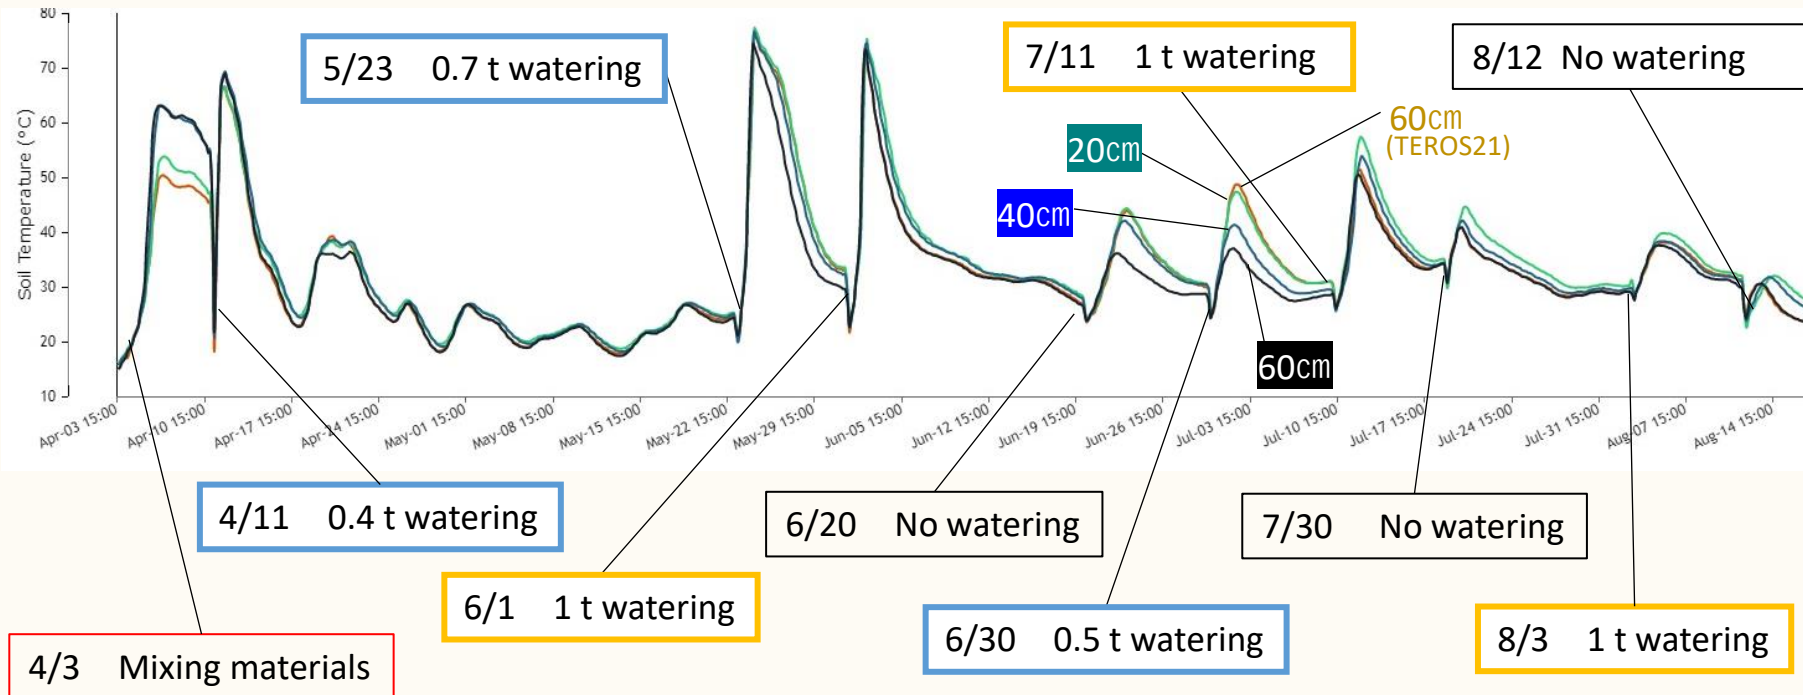 80
70
60
50
40
30
20
10
Soil Temperature (°C)
5/23 0.7 t watering
7/11 1 t watering
8/12 No watering
60cm
(TEROS21)
20cm
40cm
60cm
Apr-03 15:00
Apr-10 15:00
Apr-17 15:00
Apr-24 15:00
May-01 15:00
May-08 15:00
May-15 15:00
May-22 15:00
May-29 15:00
Jun-05 15:00
Jun-12 15:00
Jun-19 15:00
Jun-26 15:00
Jul-03 15:00
Jul-10 15:00
Jul-17 15:00
Jul-24 15:00
Jul-31 15:00
Aug-07 15:00
Aug-14 15:00
4/11 0.4 t watering
6/20 No watering
7/30 No watering
6/1 1 t watering
6/30 0.5 t watering
8/3 1 t watering
4/3 Mixing materials